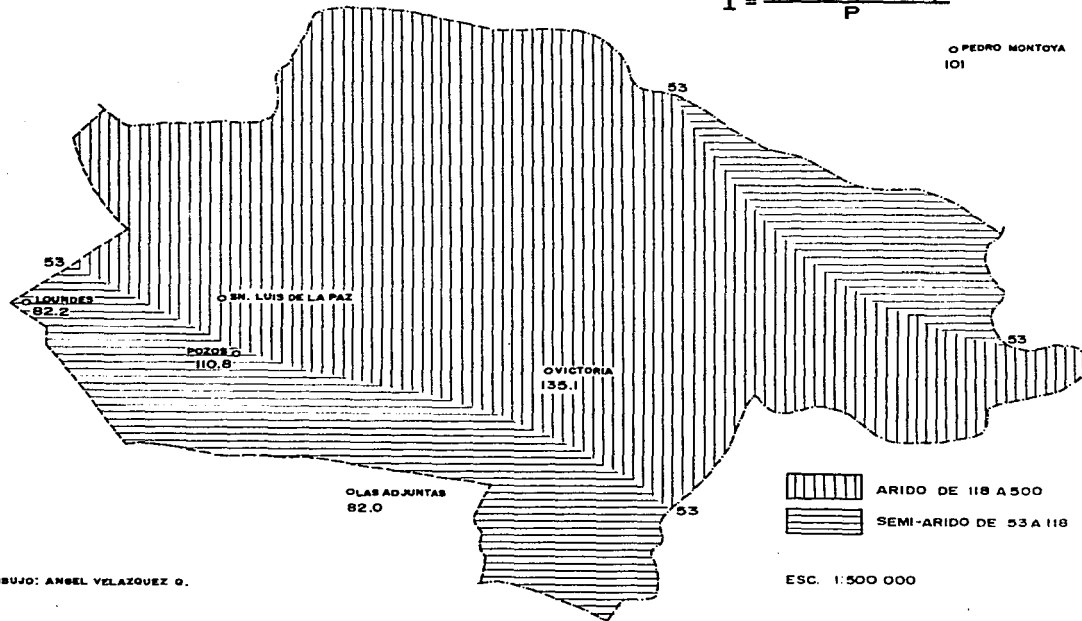 I =
P
PEDRO MONTOYA
101
53
53
LOURDES
82.2
SN. LUIS DE LA PAZ
POZOS
110.8
VICTORIA
135.1
53
LAS ADJUNTAS
82.0
53
ARIDO DE 118 A 500
SEMI-ARIDO DE 53 A 118
BUJO: ANGEL VELAZQUEZ G.
ESC. 1:500 000